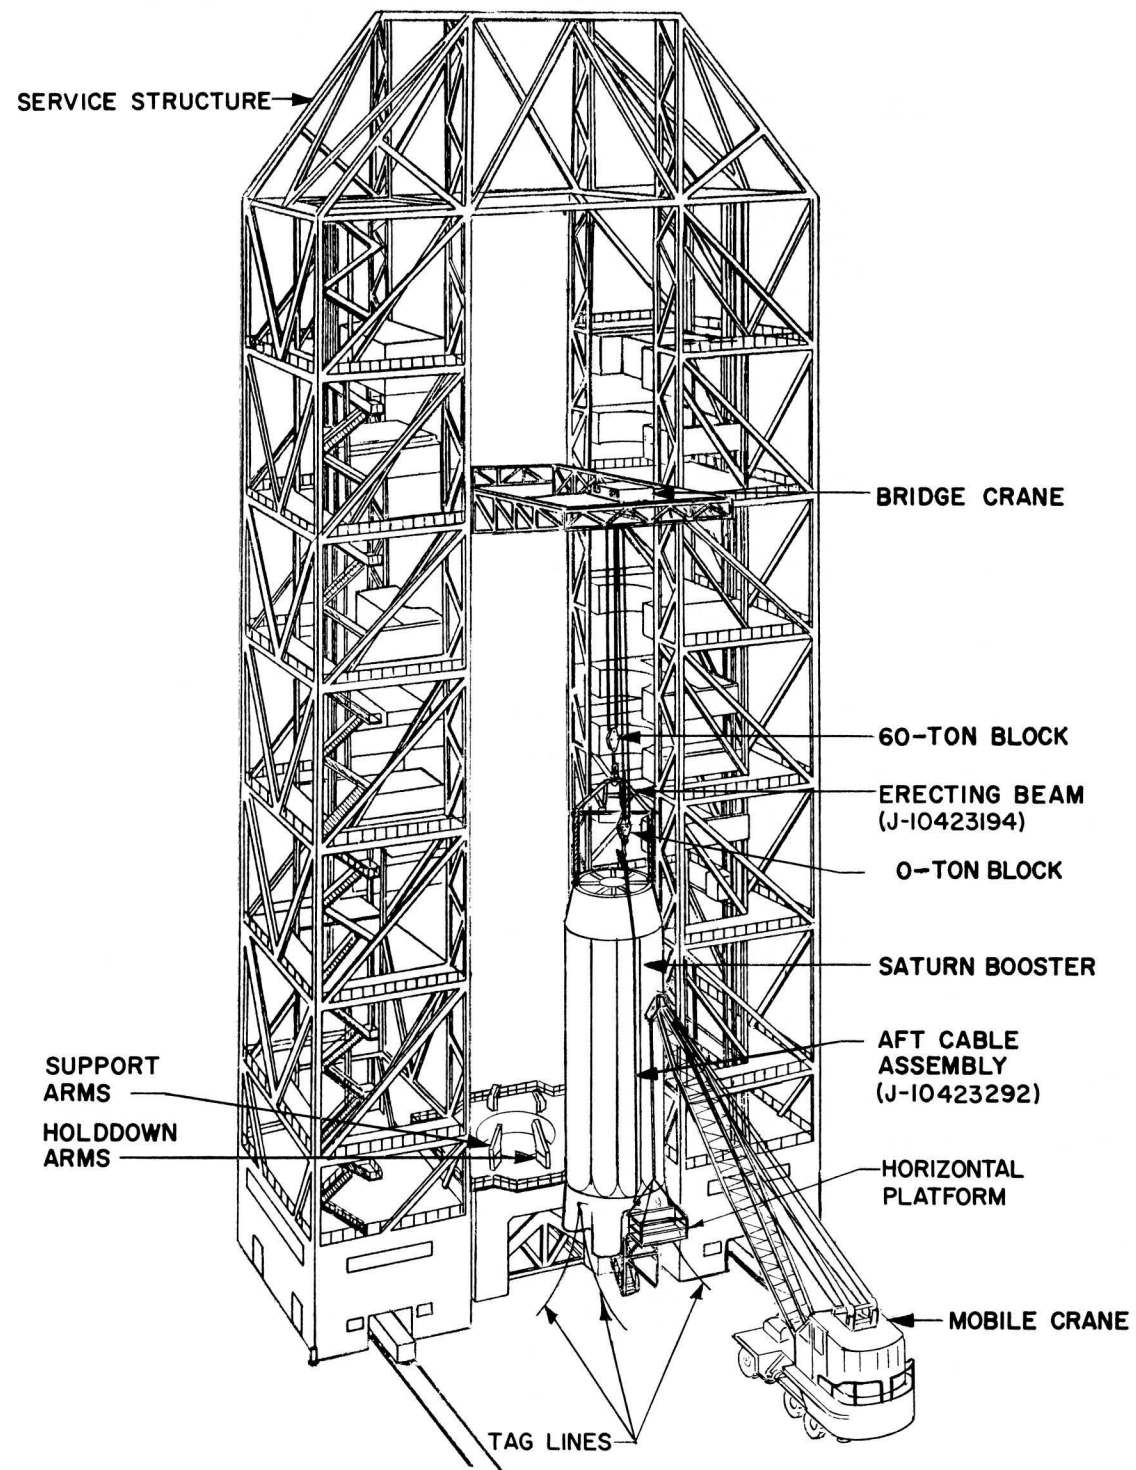 SERVICE STRUCTURE
BRIDGE CRANE
60-TON BLOCK
ERECTING BEAM
(J-10423194)
0-TON BLOCK
SATURN BOOSTER
AFT CABLE
ASSEMBLY
(J-10423292)
SUPPORT
ARMS
HOLDDOWN
ARMS
HORIZONTAL
PLATFORM
MOBILE CRANE
TAG LINES